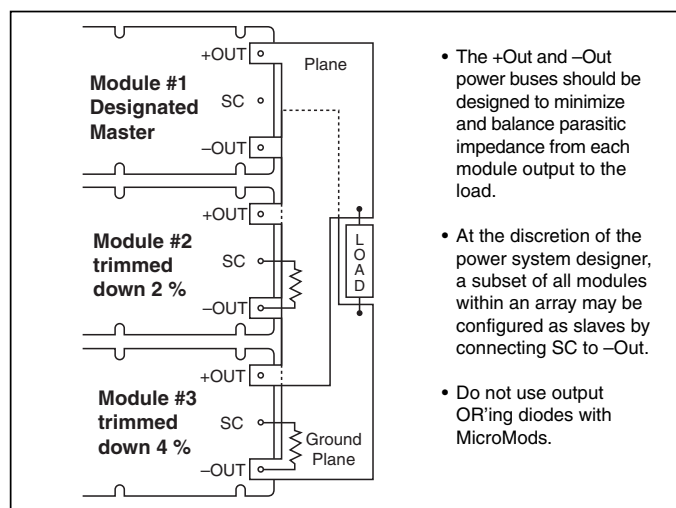 +OUT
Plane
Module #1
Designated
Master
SC
–OUT
+OUT
Module #2
trimmed
down 2 %
SC
–OUT
LOAD
+OUT
Module #3
trimmed
down 4 %
SC
Ground
Plane
–OUT
• The +Out and –Out
power buses should be
designed to minimize
and balance parasitic
impedance from each
module output to the
load.
• At the discretion of the
power system designer,
a subset of all modules
within an array may be
configured as slaves by
connecting SC to –Out.
• Do not use output
OR'ing diodes with
MicroMods.